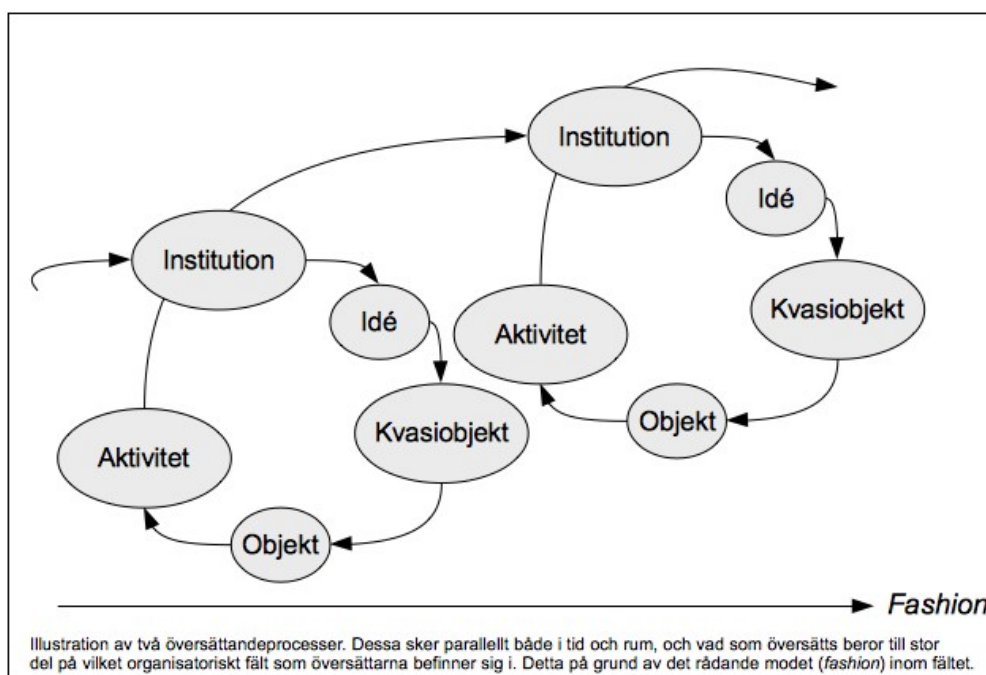 Institution
Idé
Institution
Kvasiobjekt
Idé
Aktivitet
Objekt
Kvasiobjekt
Aktivitet
Objekt
Fashion
Illustration av två översättandeprocesser. Dessa sker parallellt både i tid och rum, och vad som översätts beror till stor
del på vilket organisatoriskt fält som översättarna befinner sig i. Detta på grund av det rådande modet (fashion) inom fältet.